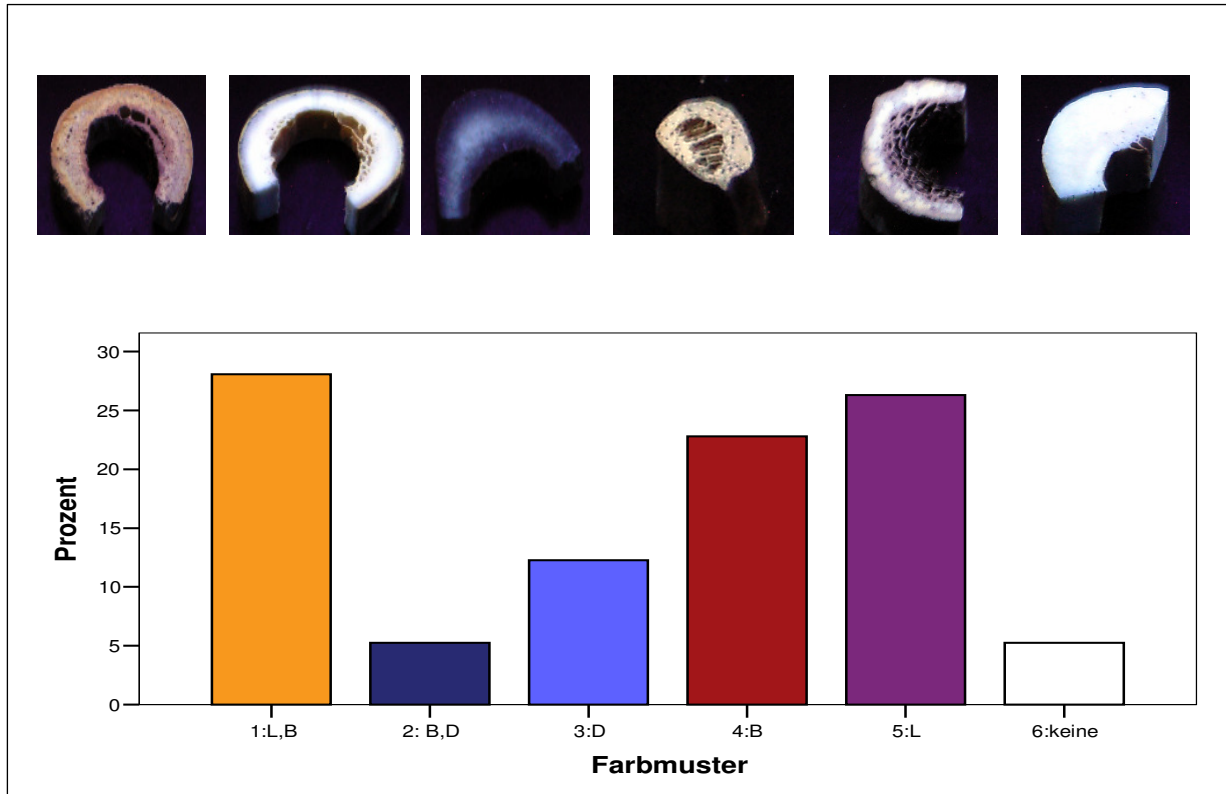 30
25
20
15
10
5
0
Prozent
1:L,B
2: B,D
3:D
4:B
5:L
6:keine
Farbmuster